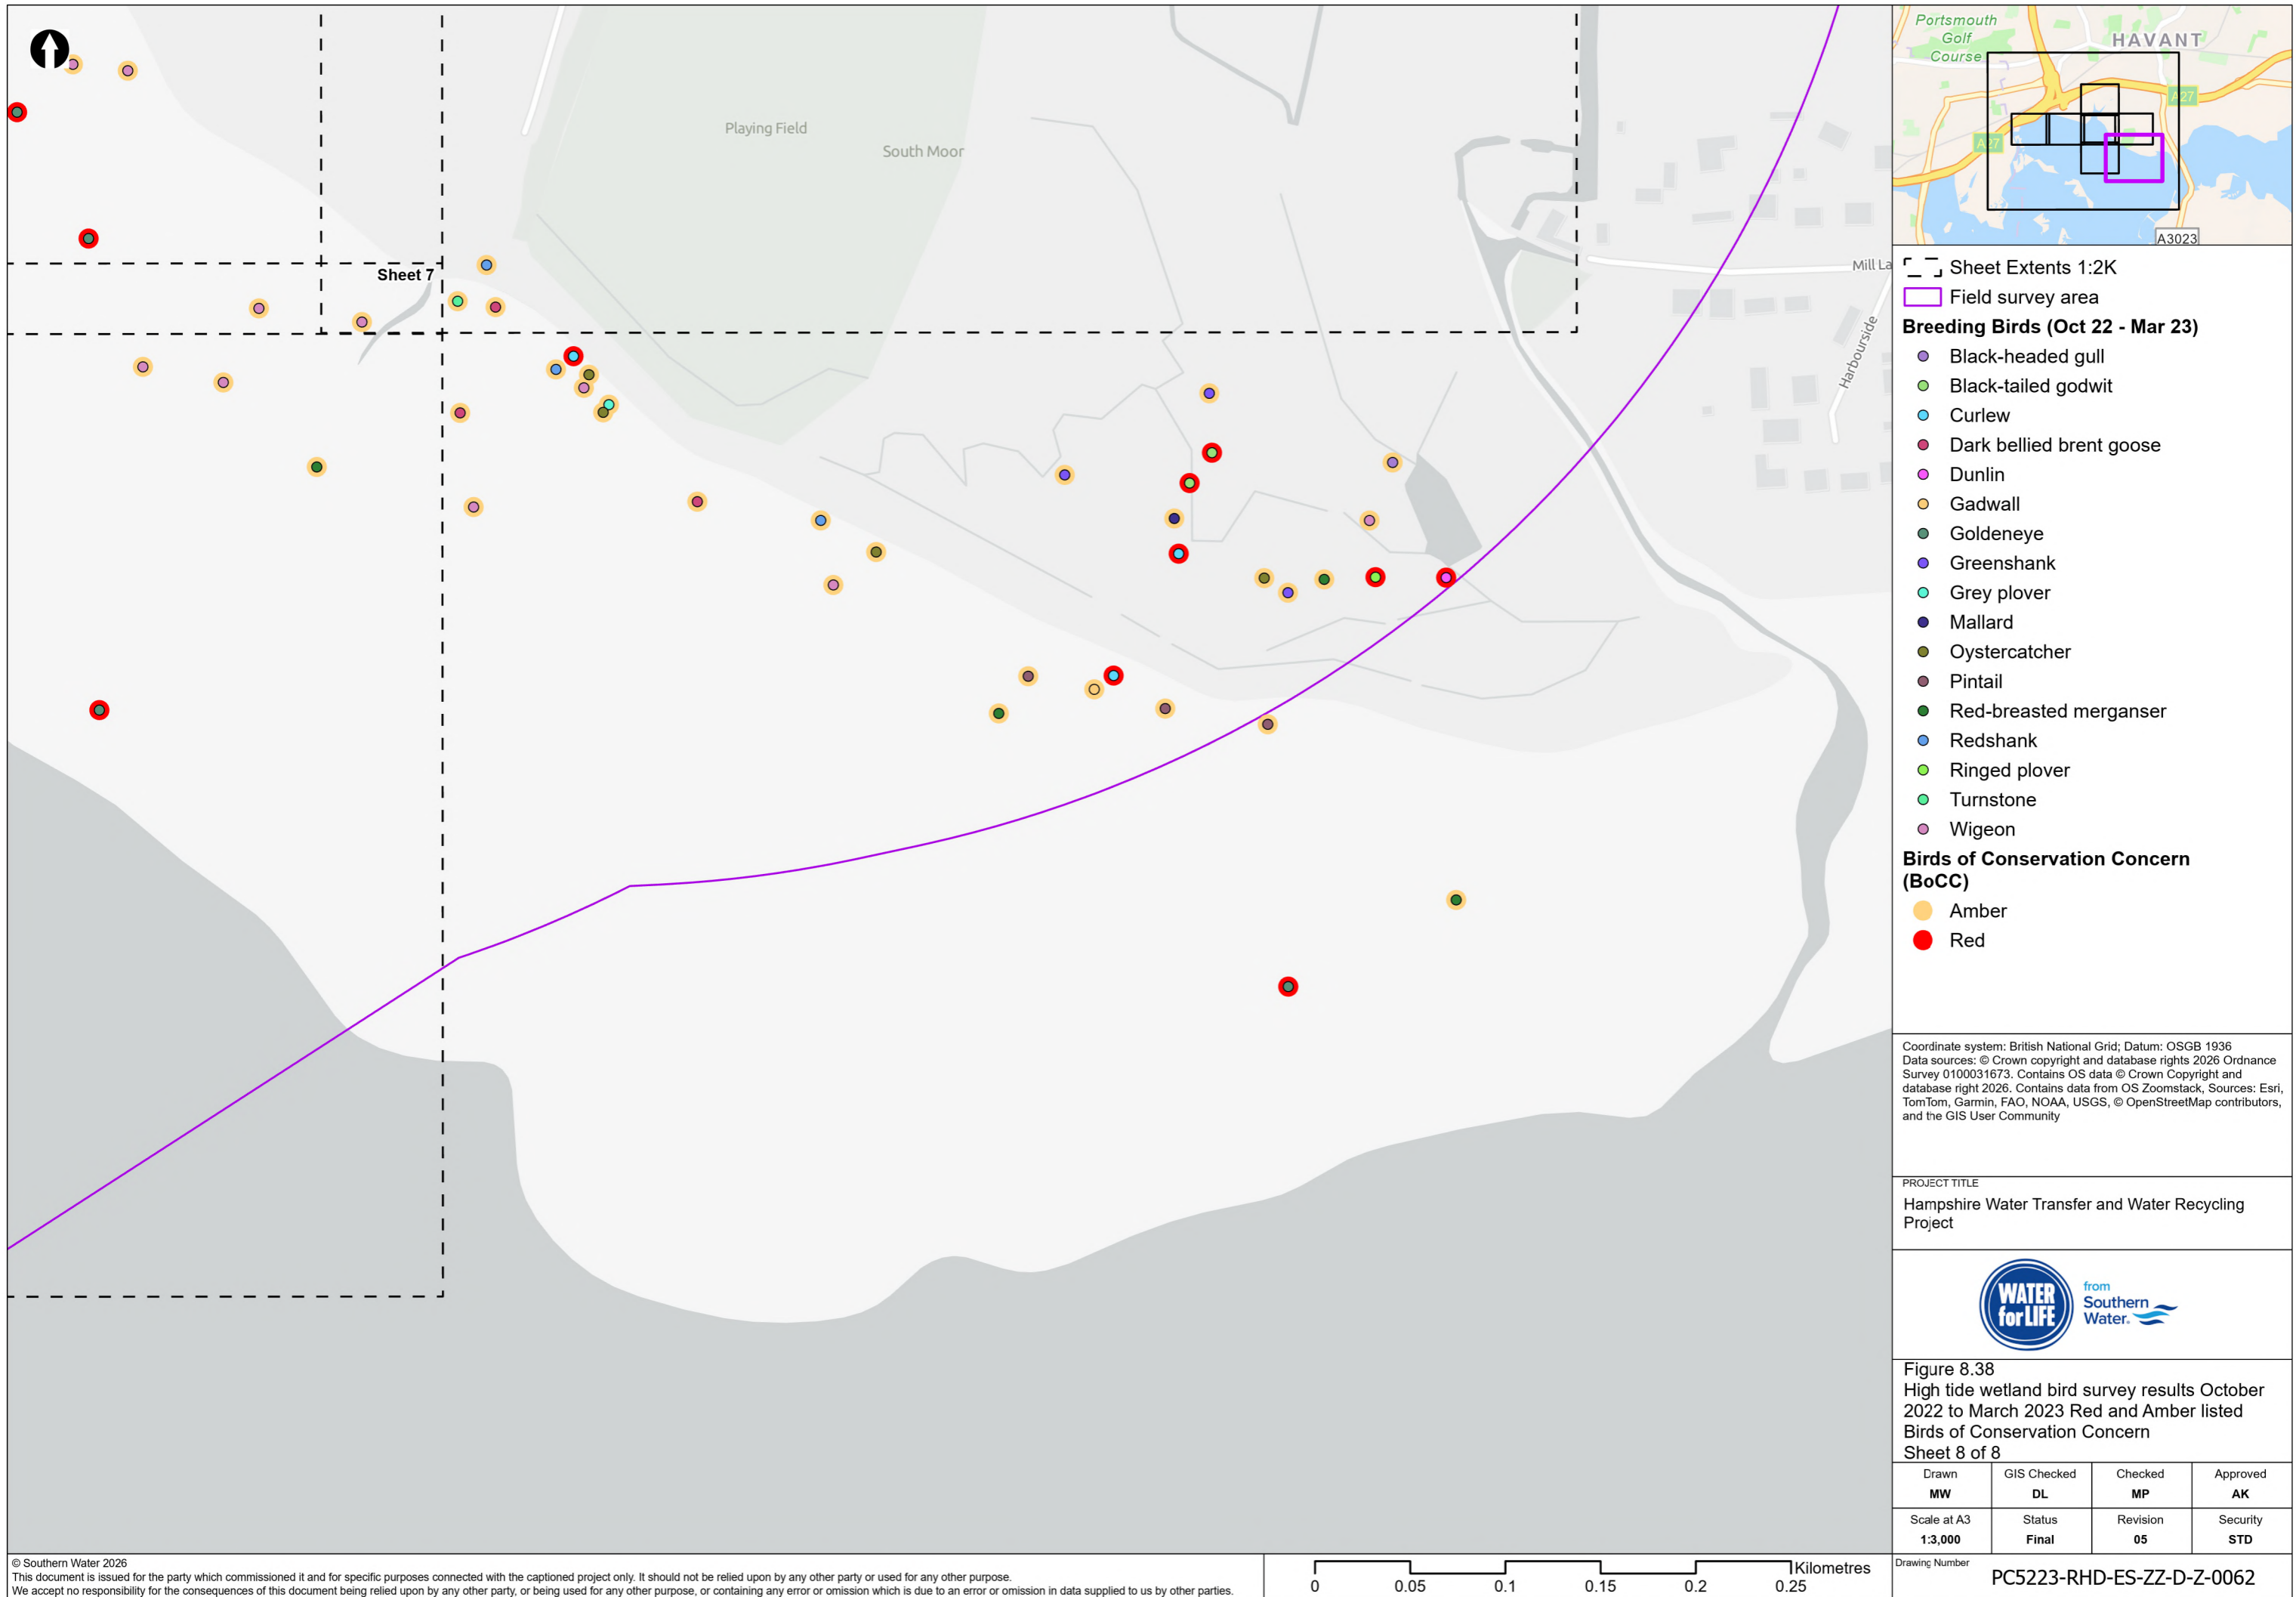 Playing Field
South Moor
Sheet 7
Mill La
Harbourside
Portsmouth
Golf
Course
HAVANT
A27
A27
A3023
Sheet Extents 1:2K
Field survey area
Breeding Birds (Oct 22 - Mar 23)
Black-headed gull
Black-tailed godwit
Curlew
Dark bellied brent goose
Dunlin
Gadwall
Goldeneye
Greenshank
Grey plover
Mallard
Oystercatcher
Pintail
Red-breasted merganser
Redshank
Ringed plover
Turnstone
Wigeon
Birds of Conservation Concern
(BoCC)
Amber
Red
Coordinate system: British National Grid; Datum: OSGB 1936
Data sources: © Crown copyright and database rights 2026 Ordnance
Survey 0100031673. Contains OS data © Crown Copyright and
database right 2026. Contains data from OS Zoomstack, Sources: Esri,
TomTom, Garmin, FAO, NOAA, USGS, © OpenStreetMap contributors,
and the GIS User Community
PROJECT TITLE
Hampshire Water Transfer and Water Recycling
Project
WATER
for LIFE
from
Southern
Water.
Figure 8.38
High tide wetland bird survey results October
2022 to March 2023 Red and Amber listed
Birds of Conservation Concern
Sheet 8 of 8
Drawn GIS Checked Checked Approved
MW DL MP AK
Scale at A3 Status Revision Security
1:3,000 Final 05 STD
Drawing Number
PC5223-RHD-ES-ZZ-D-Z-0062
© Southern Water 2026
This document is issued for the party which commissioned it and for specific purposes connected with the captioned project only. It should not be relied upon by any other party or used for any other purpose.
We accept no responsibility for the consequences of this document being relied upon by any other party, or being used for any other purpose, or containing any error or omission which is due to an error or omission in data supplied to us by other parties.
Kilometres
0 0.05 0.1 0.15 0.2 0.25